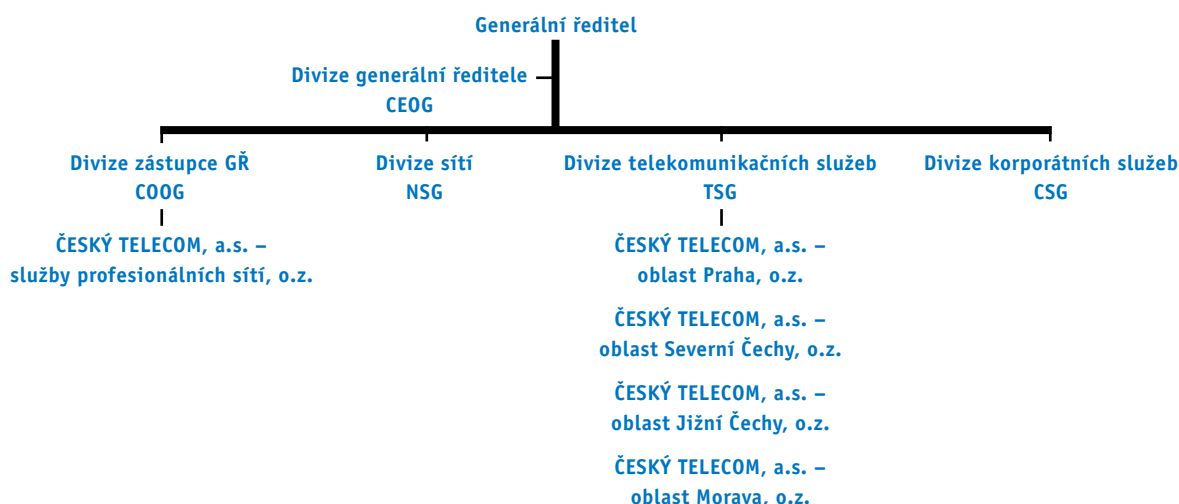 Generální ředitel
Divize generální ředitele
CEOG
Divize zástupce GŘ
COOG
Divize sítí
NSG
Divize telekomunikačních služeb
TSG
Divize korporátních služeb
CSG
ČESKÝ TELECOM, a.s. –
služby profesionálních sítí, o.z.
ČESKÝ TELECOM, a.s. –
oblast Praha, o.z.
ČESKÝ TELECOM, a.s. –
oblast Severní Čechy, o.z.
ČESKÝ TELECOM, a.s. –
oblast Jižní Čechy, o.z.
ČESKÝ TELECOM, a.s. –
oblast Morava, o.z.